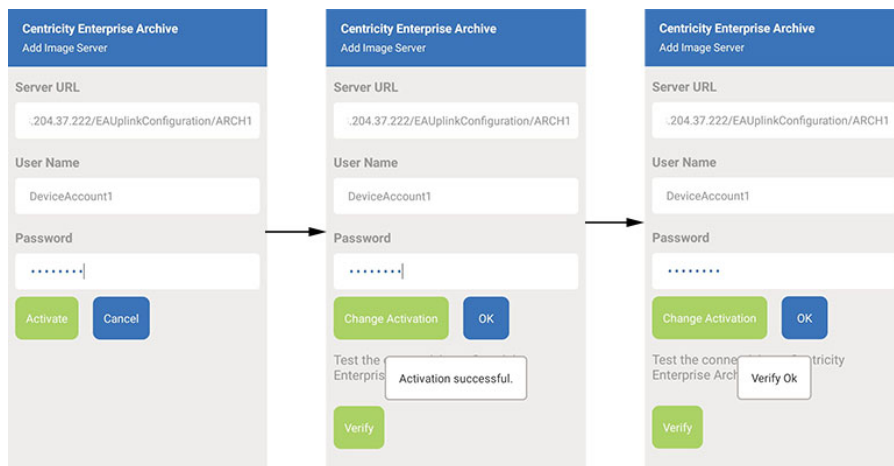 Centricity Enterprise Archive
Add Image Server
Server URL
.204.37.222/EAUplinkConfiguration/ARCH1
User Name
DeviceAccount1
Password
Activate
Cancel
Centricity Enterprise Archive
Add Image Server
Server URL
.204.37.222/EAUplinkConfiguration/ARCH1
User Name
DeviceAccount1
Password
Change Activation
OK
Test the
Activation successful.
Verify
Centricity Enterprise Archive
Add Image Server
Server URL
.204.37.222/EAUplinkConfiguration/ARCH1
User Name
DeviceAccount1
Password
Change Activation
OK
Test the
Enterprise
Verify Ok
Verify